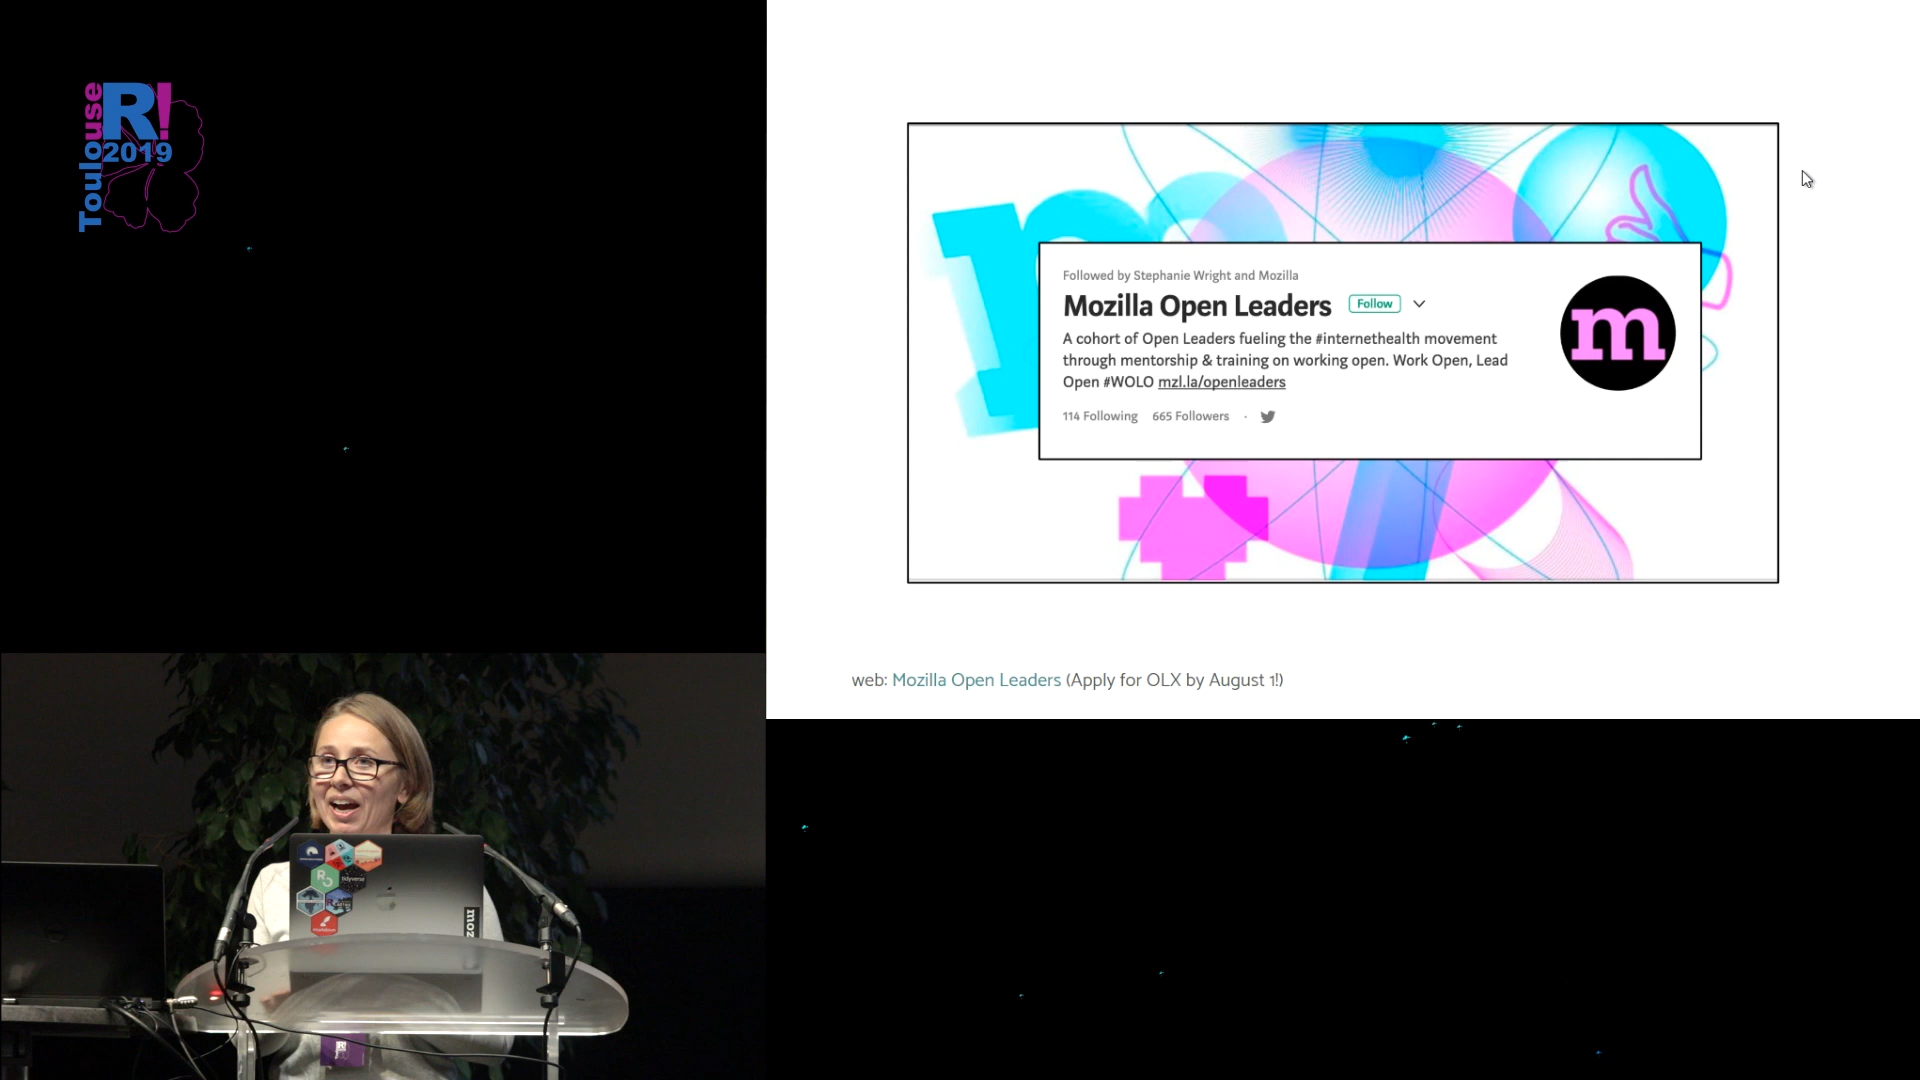 Toulouse
R!
2019
Followed by Stephanie Wright and Mozilla
Mozilla Open Leaders Follow
A cohort of Open Leaders fueling the #internethealth movement
through mentorship & training on working open. Work Open, Lead
Open #WOLO mzl.la/openleaders
114 Following 665 Followers ·
m
web: Mozilla Open Leaders (Apply for OLX by August 1!)
tidyverse
moz
R!